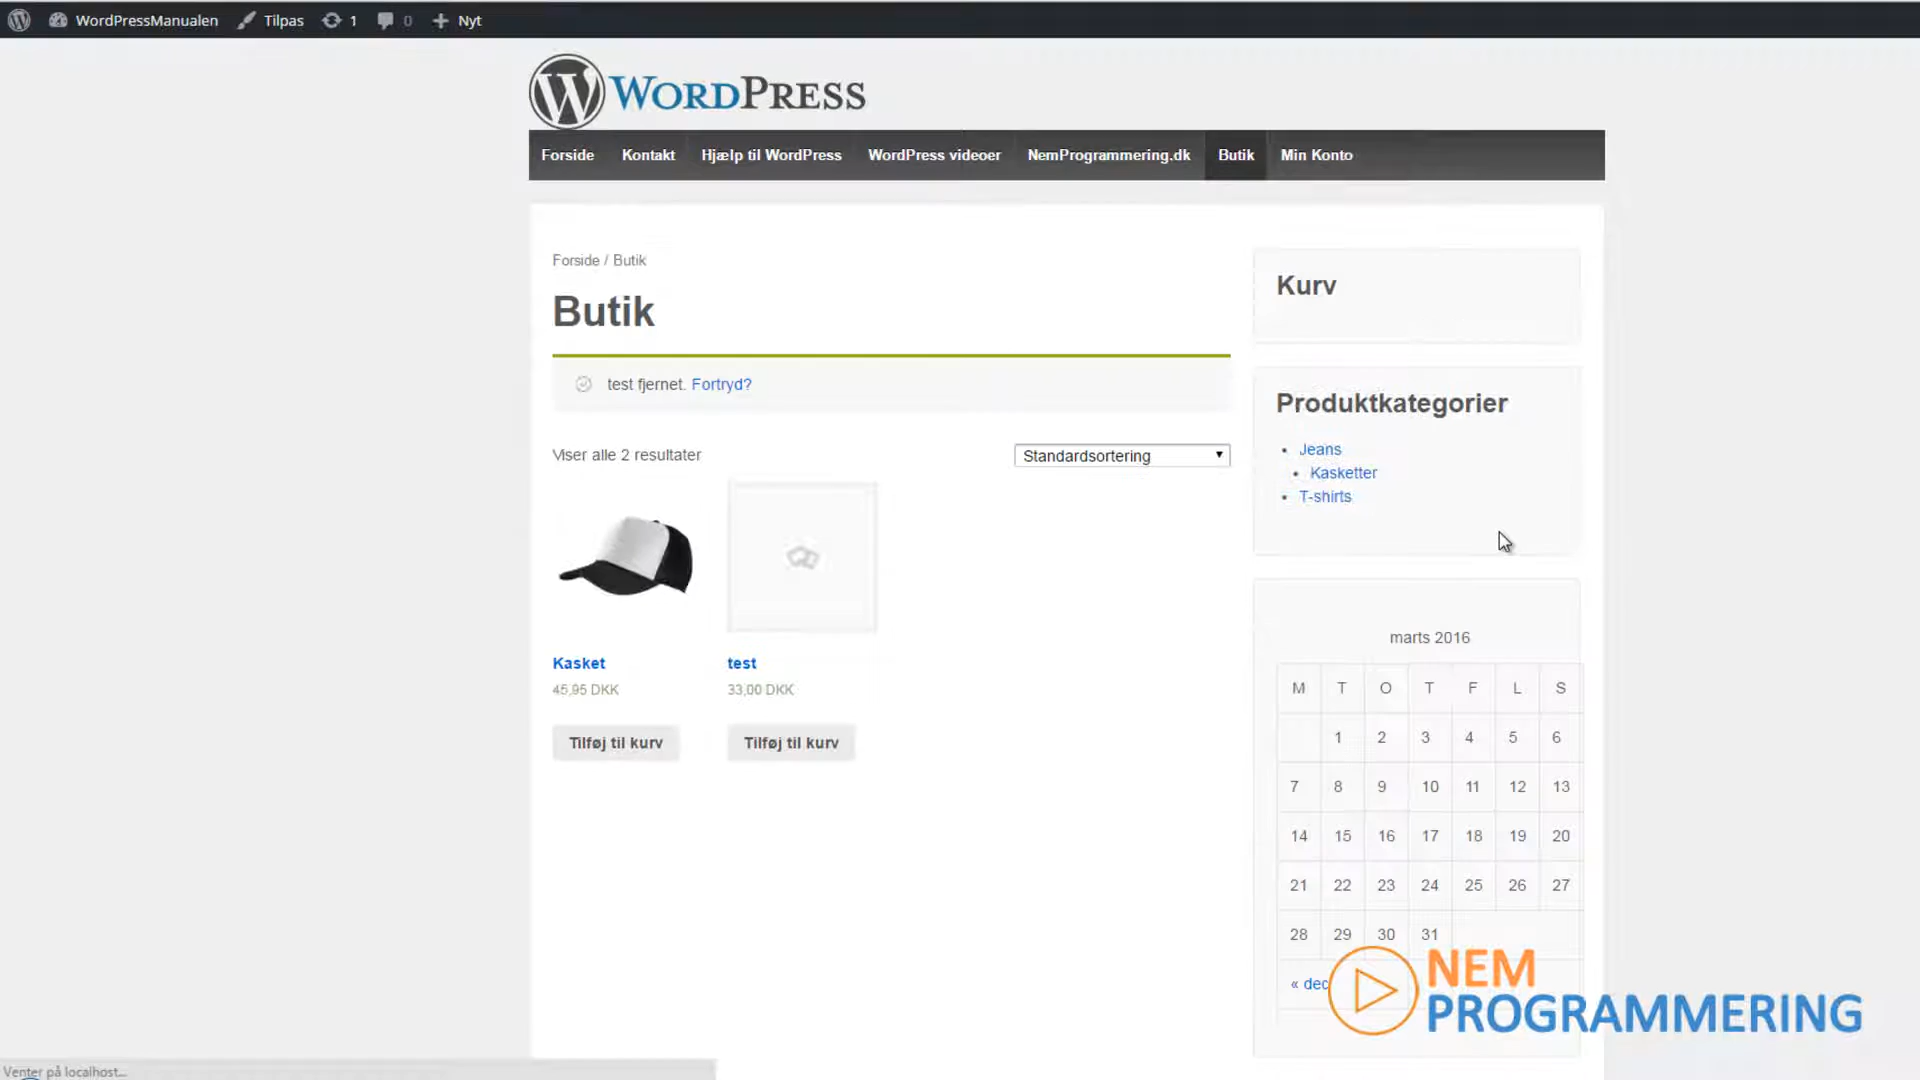 WordPressManualen Tilpas 1 0 Nyt
WORDPRESS
Forside Kontakt Hjælp til WordPress WordPress videoer NemProgrammering.dk Butik Min Konto
Forside / Butik
Butik
test fjernet. Fortryd?
Viser alle 2 resultater
Standardsortering
Kasket
45,95 DKK
Tilføj til kurv
test
33,00 DKK
Tilføj til kurv
Kurv
Produktkategorier
Jeans
Kasketter
T-shirts
marts 2016
M T O T F L S
1 2 3 4 5 6
7 8 9 10 11 12 13
14 15 16 17 18 19 20
21 22 23 24 25 26 27
28 29 30 31
« dec
NEM
PROGRAMMERING
Venter på localhost...